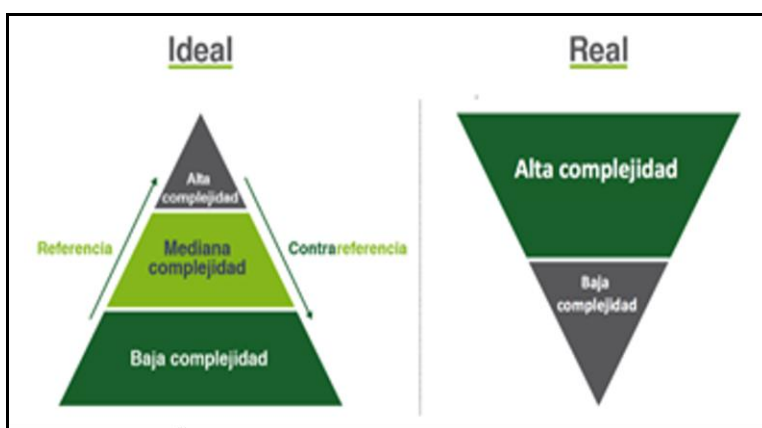 Ideal
Alta
complejidad
Referencia
Mediana
complejidad
Contrareferencia
Baja complejidad
Real
Alta complejidad
Baja
complejidad